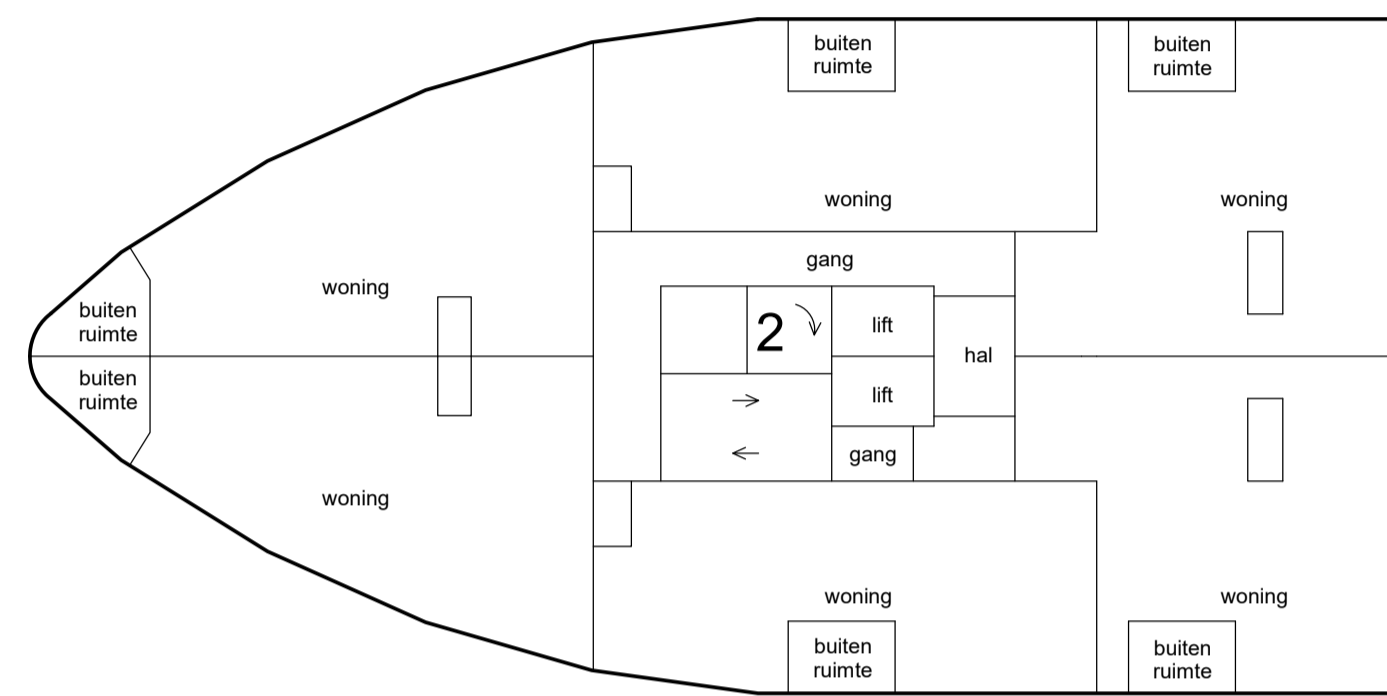 buiten
ruimte
buiten
ruimte
woning
woning
gang
woning
buiten
ruimte
buiten
ruimte
2
lift
hal
lift
gang
woning
woning
woning
buiten
ruimte
buiten
ruimte